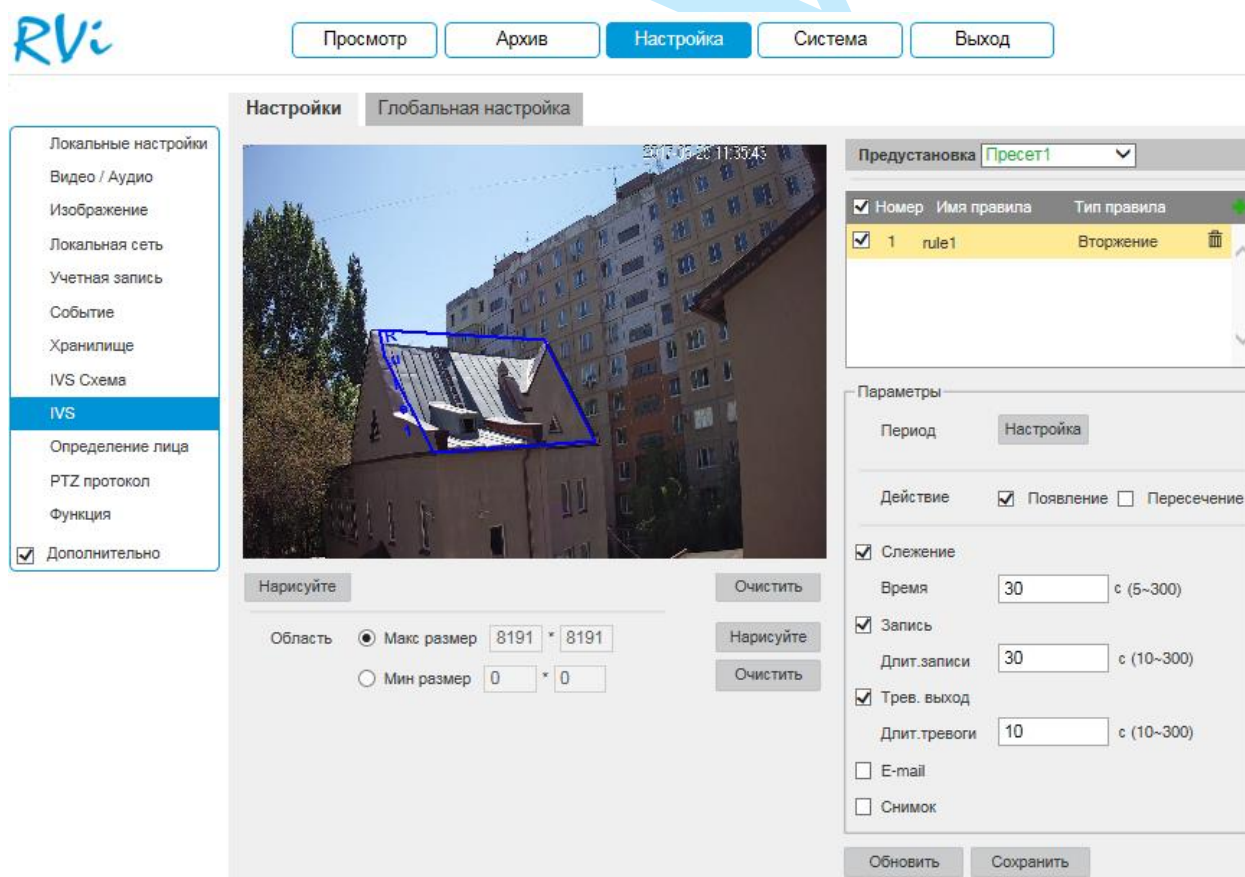 RVi
Просмотр Архив Настройка Система Выход
Настройки Глобальная настройка
Локальные настройки
Видео / Аудио
Изображение
Локальная сеть
Учетная запись
Событие
Хранилище
IVS Схема
IVS
Определение лица
PTZ протокол
Функция
Дополнительно
11:35:43
Rule1
Нарисуйте Очистить
Область Макс размер 8191 * 8191 Нарисуйте
Мин размер 0 * 0 Очистить
Предустановка Пресет1
Номер Имя правила Тип правила
1 rule1 Вторжение
Параметры
Период Настройка
Действие Появление Пересечение
Слежение
Время 30 с (5~300)
Запись
Длит.записи 30 с (10~300)
Трев. выход
Длит.тревоги 10 с (10~300)
E-mail
Снимок
Обновить Сохранить